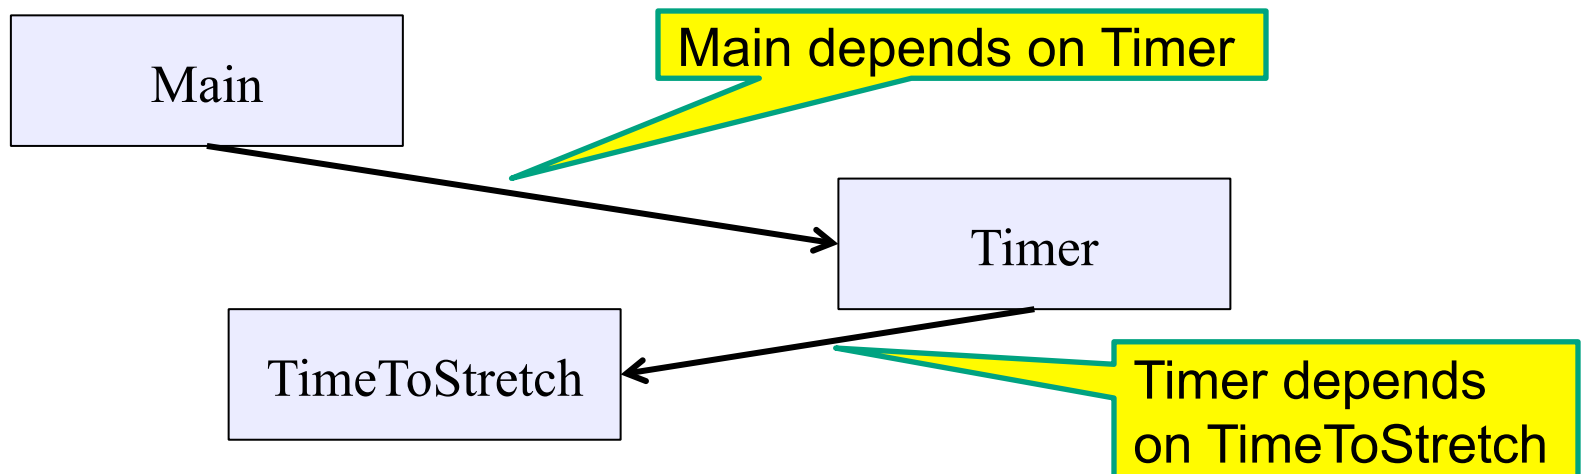 Main
Main depends on Timer
Timer
TimeToStretch
Timer depends
on TimeToStretch